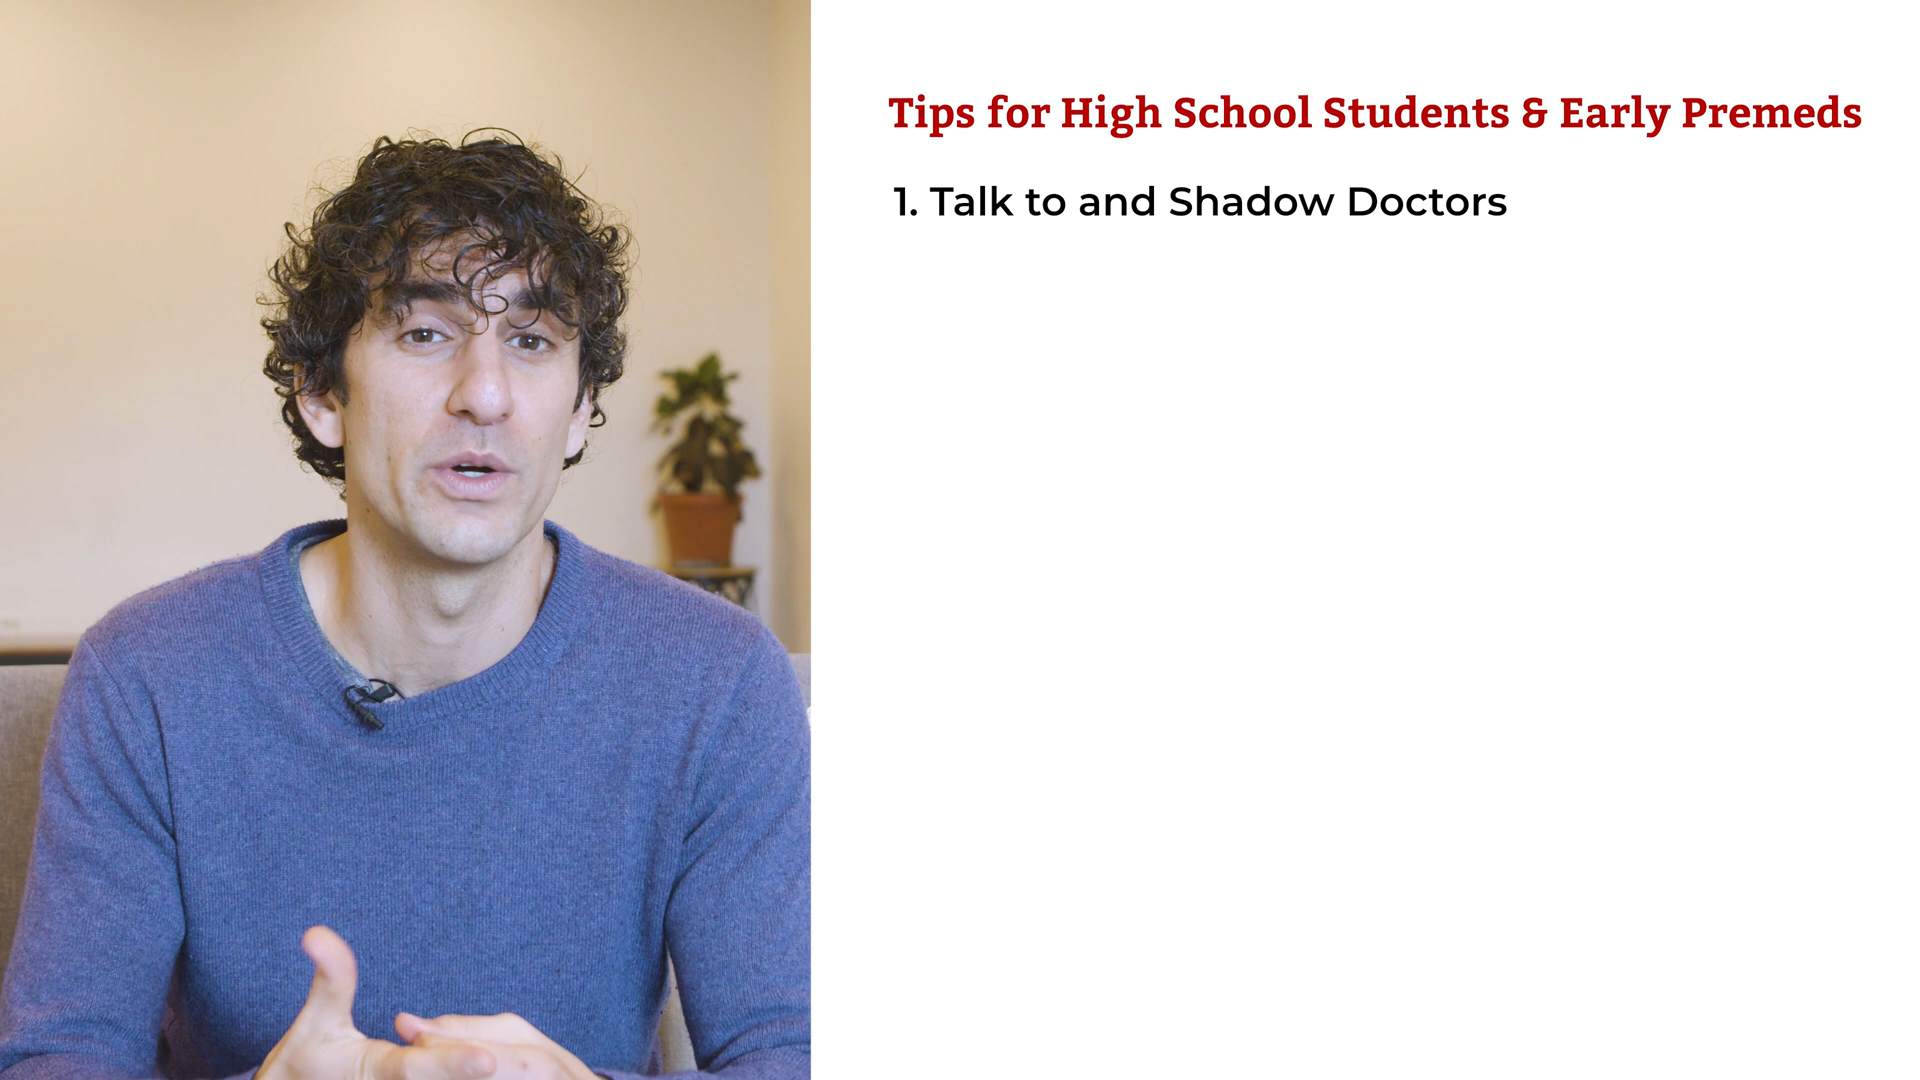 Tips for High School Students & Early Premeds
1. Talk to and Shadow Doctors